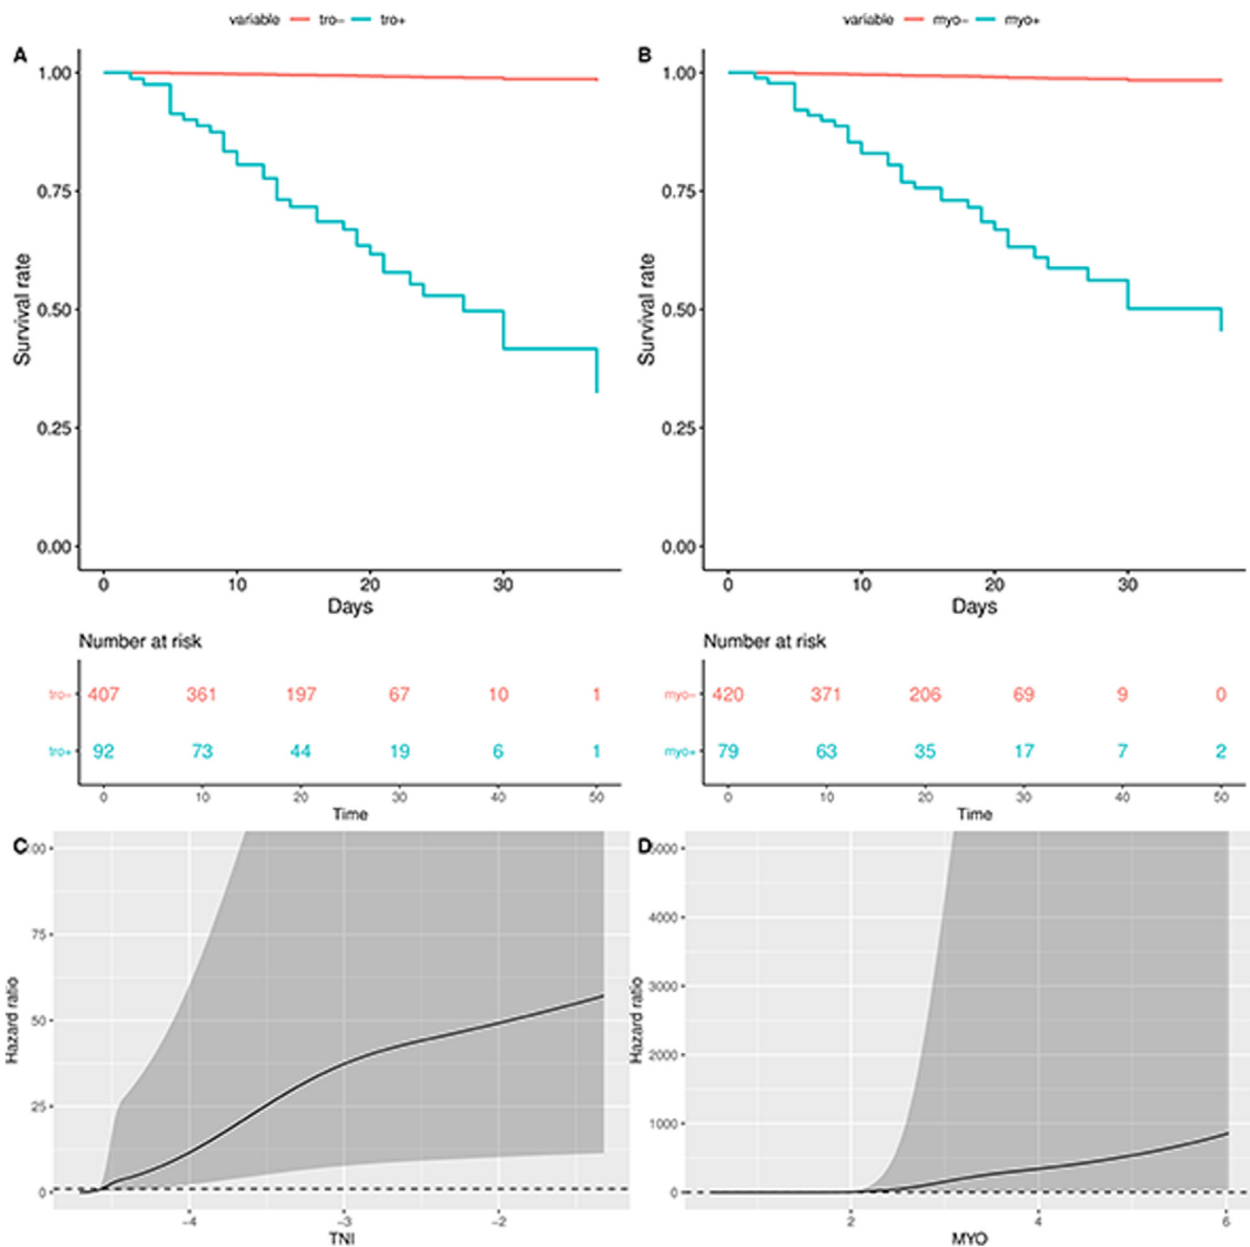 variable tro− tro+
variable myo− myo+
A
1.00
0.75
0.50
0.25
0.00
Survival rate
0 10 20 30
Days
B
1.00
0.75
0.50
0.25
0.00
Survival rate
0 10 20 30
Days
Number at risk
tro− 407 361 197 67 10 1
tro+ 92 73 44 19 6 1
0 10 20 30 40 50
Time
Number at risk
myo− 420 371 206 69 9 0
myo+ 79 63 35 17 7 2
0 10 20 30 40 50
Time
C
75
50
25
0
Hazard ratio
−4 −3 −2
TNI
D
4000
3000
2000
1000
0
Hazard ratio
2 4 6
MYO